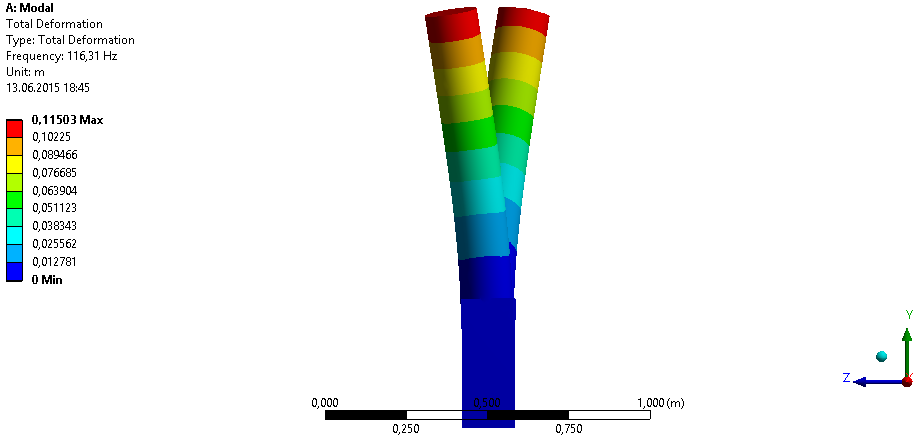 A: Modal
Total Deformation
Type: Total Deformation
Frequency: 116,31 Hz
Unit: m
13.06.2015 18:45
0,11503 Max
0,10225
0,089466
0,076685
0,063904
0,051123
0,038343
0,025562
0,012781
0 Min
0,000 0,500 1,000 (m)
0,250 0,750
Y
Z
X